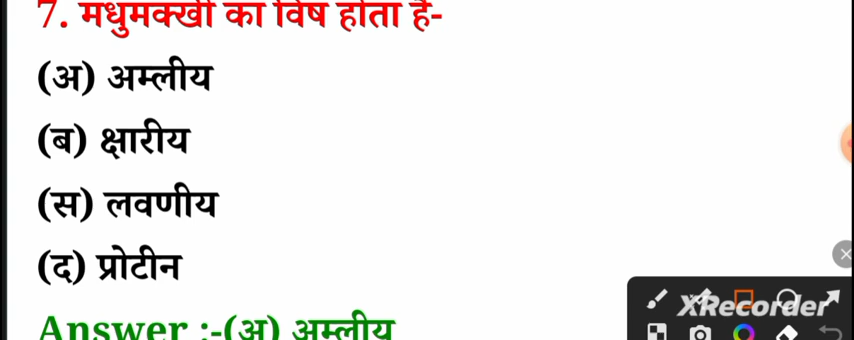 7. मधुमक्खी का विष होता है-
(अ) अम्लीय
(ब) क्षारीय
(स) लवणीय
(द) प्रोटीन
Answer :-(अ) अम्लीय
XRecorder